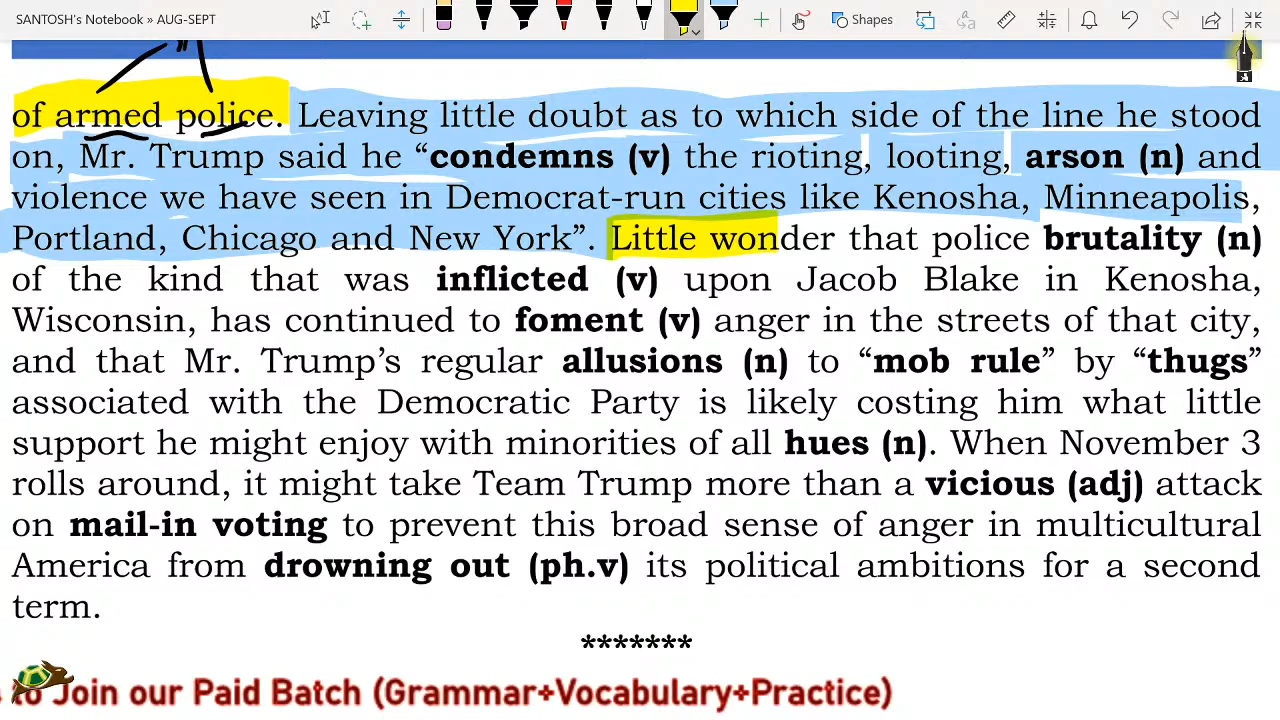 SANTOSH's Notebook » AUG-SEPT
Shapes
of armed police. Leaving little doubt as to which side of the line he stood
on, Mr. Trump said he “condemns (v) the rioting, looting, arson (n) and
violence we have seen in Democrat-run cities like Kenosha, Minneapolis,
Portland, Chicago and New York”. Little wonder that police brutality (n)
of the kind that was inflicted (v) upon Jacob Blake in Kenosha,
Wisconsin, has continued to foment (v) anger in the streets of that city,
and that Mr. Trump’s regular allusions (n) to “mob rule” by “thugs”
associated with the Democratic Party is likely costing him what little
support he might enjoy with minorities of all hues (n). When November 3
rolls around, it might take Team Trump more than a vicious (adj) attack
on mail-in voting to prevent this broad sense of anger in multicultural
America from drowning out (ph.v) its political ambitions for a second
term.
*******
to Join our Paid Batch (Grammar+Vocabulary+Practice)